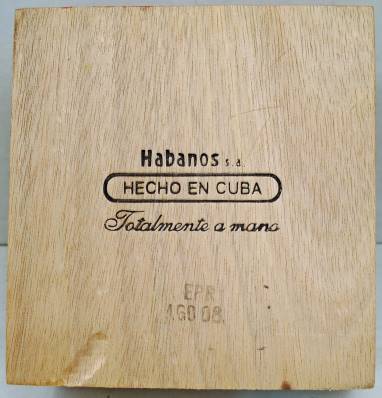 Habanos s.a.
HECHO EN CUBA
Totalmente a mano
EPR
AGO 08.